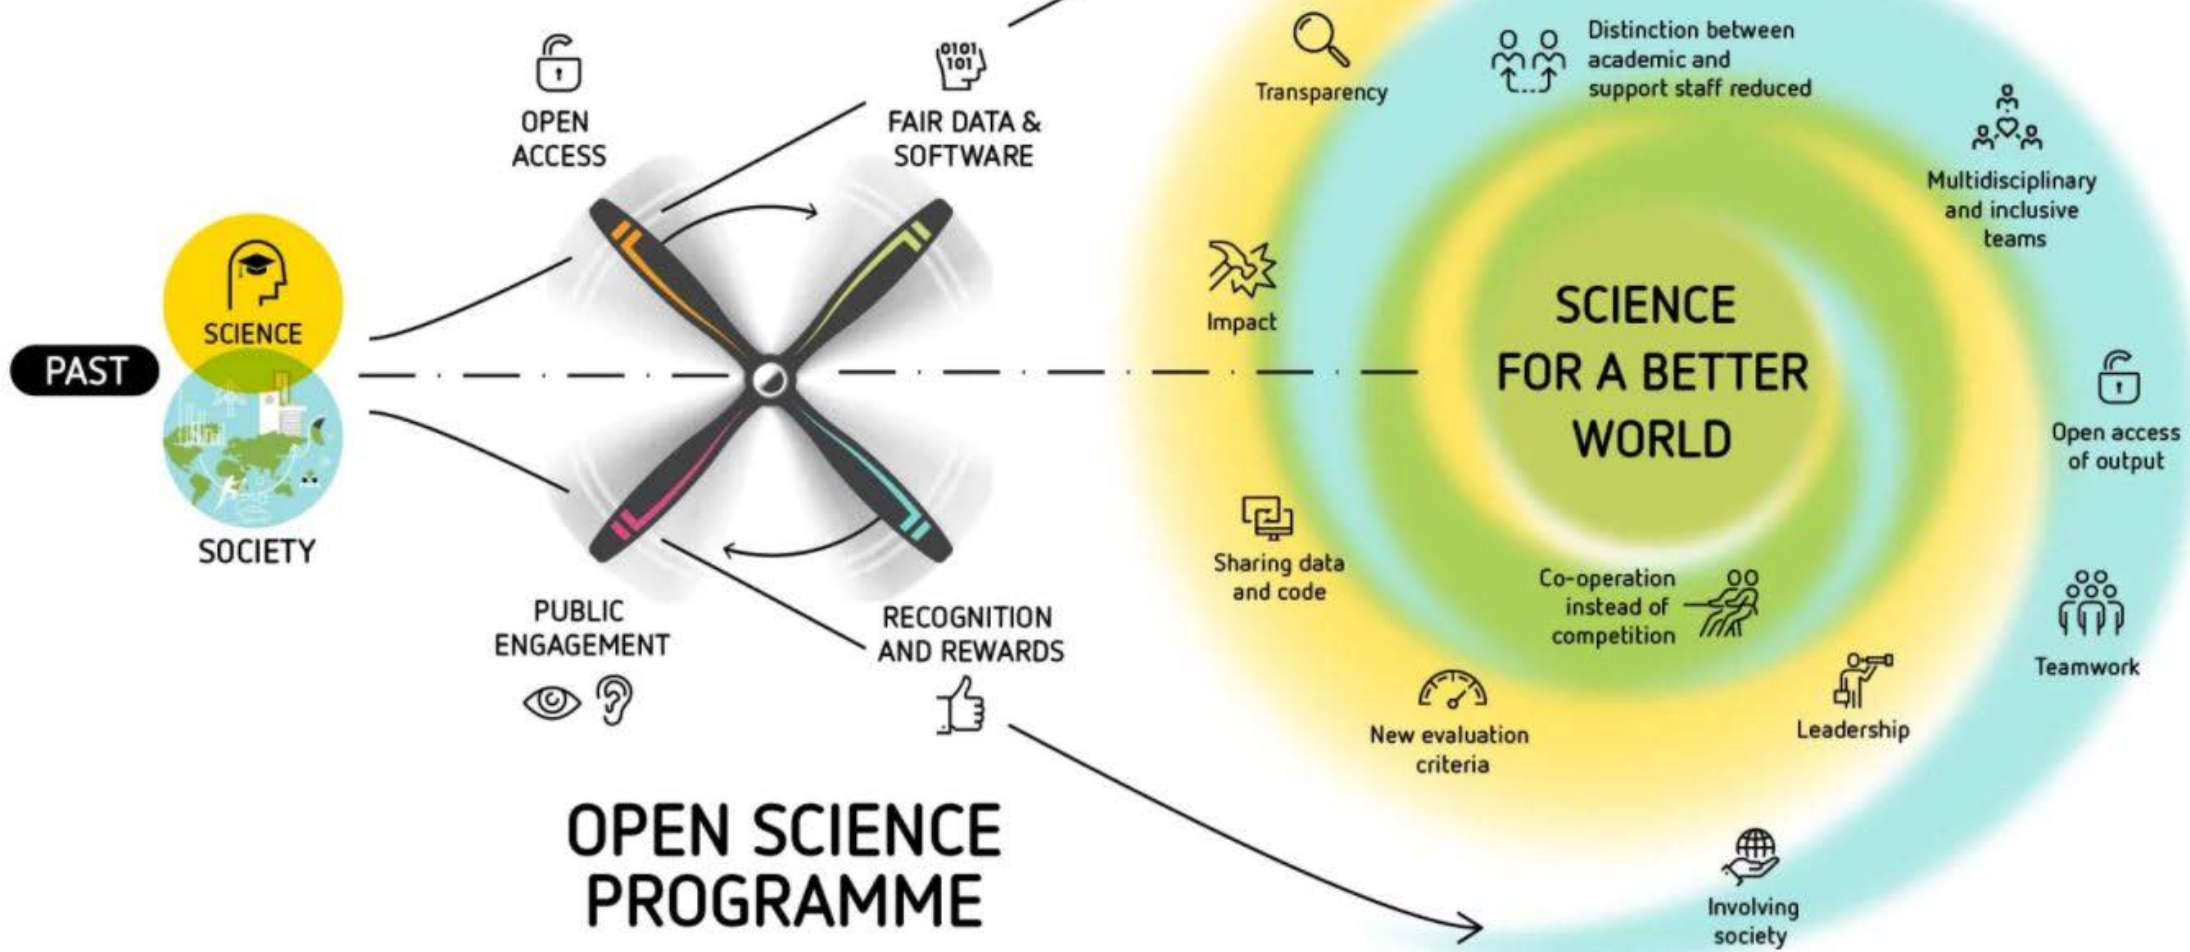 PAST
SCIENCE
SOCIETY
OPEN
ACCESS
0101
101
FAIR DATA &
SOFTWARE
PUBLIC
ENGAGEMENT
RECOGNITION
AND REWARDS
OPEN SCIENCE
PROGRAMME
Transparency
Distinction between
academic and
support staff reduced
Multidisciplinary
and inclusive
teams
Impact
SCIENCE
FOR A BETTER
WORLD
Open access
of output
Sharing data
and code
Co-operation
instead of
competition
Teamwork
New evaluation
criteria
Leadership
Involving
society